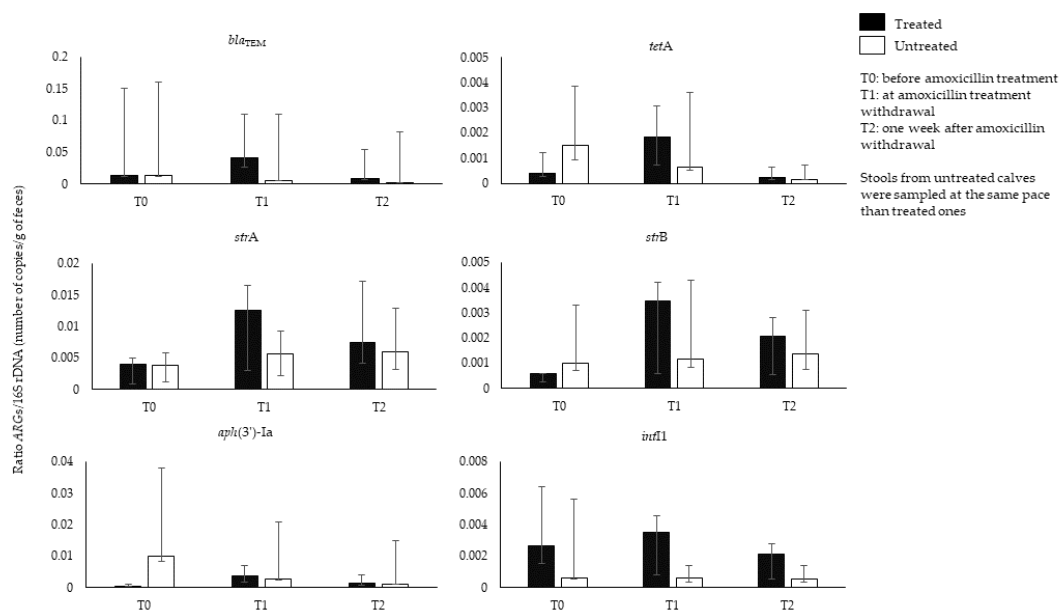 Treated
Untreated
T0: before amoxicillin treatment
T1: at amoxicillin treatment
withdrawal
T2: one week after amoxicillin
withdrawal
Stools from untreated calves
were sampled at the same pace
than treated ones
Ratio ARGs/16S rDNA (number of copies/g of feces)
blaTEM
0.2
0.15
0.1
0.05
0
T0 T1 T2
tetA
0.005
0.004
0.003
0.002
0.001
0
T0 T1 T2
strA
0.02
0.015
0.01
0.005
0
T0 T1 T2
strB
0.005
0.004
0.003
0.002
0.001
0
T0 T1 T2
aph(3')-Ia
0.04
0.03
0.02
0.01
0
T0 T1 T2
intI1
0.008
0.006
0.004
0.002
0
T0 T1 T2